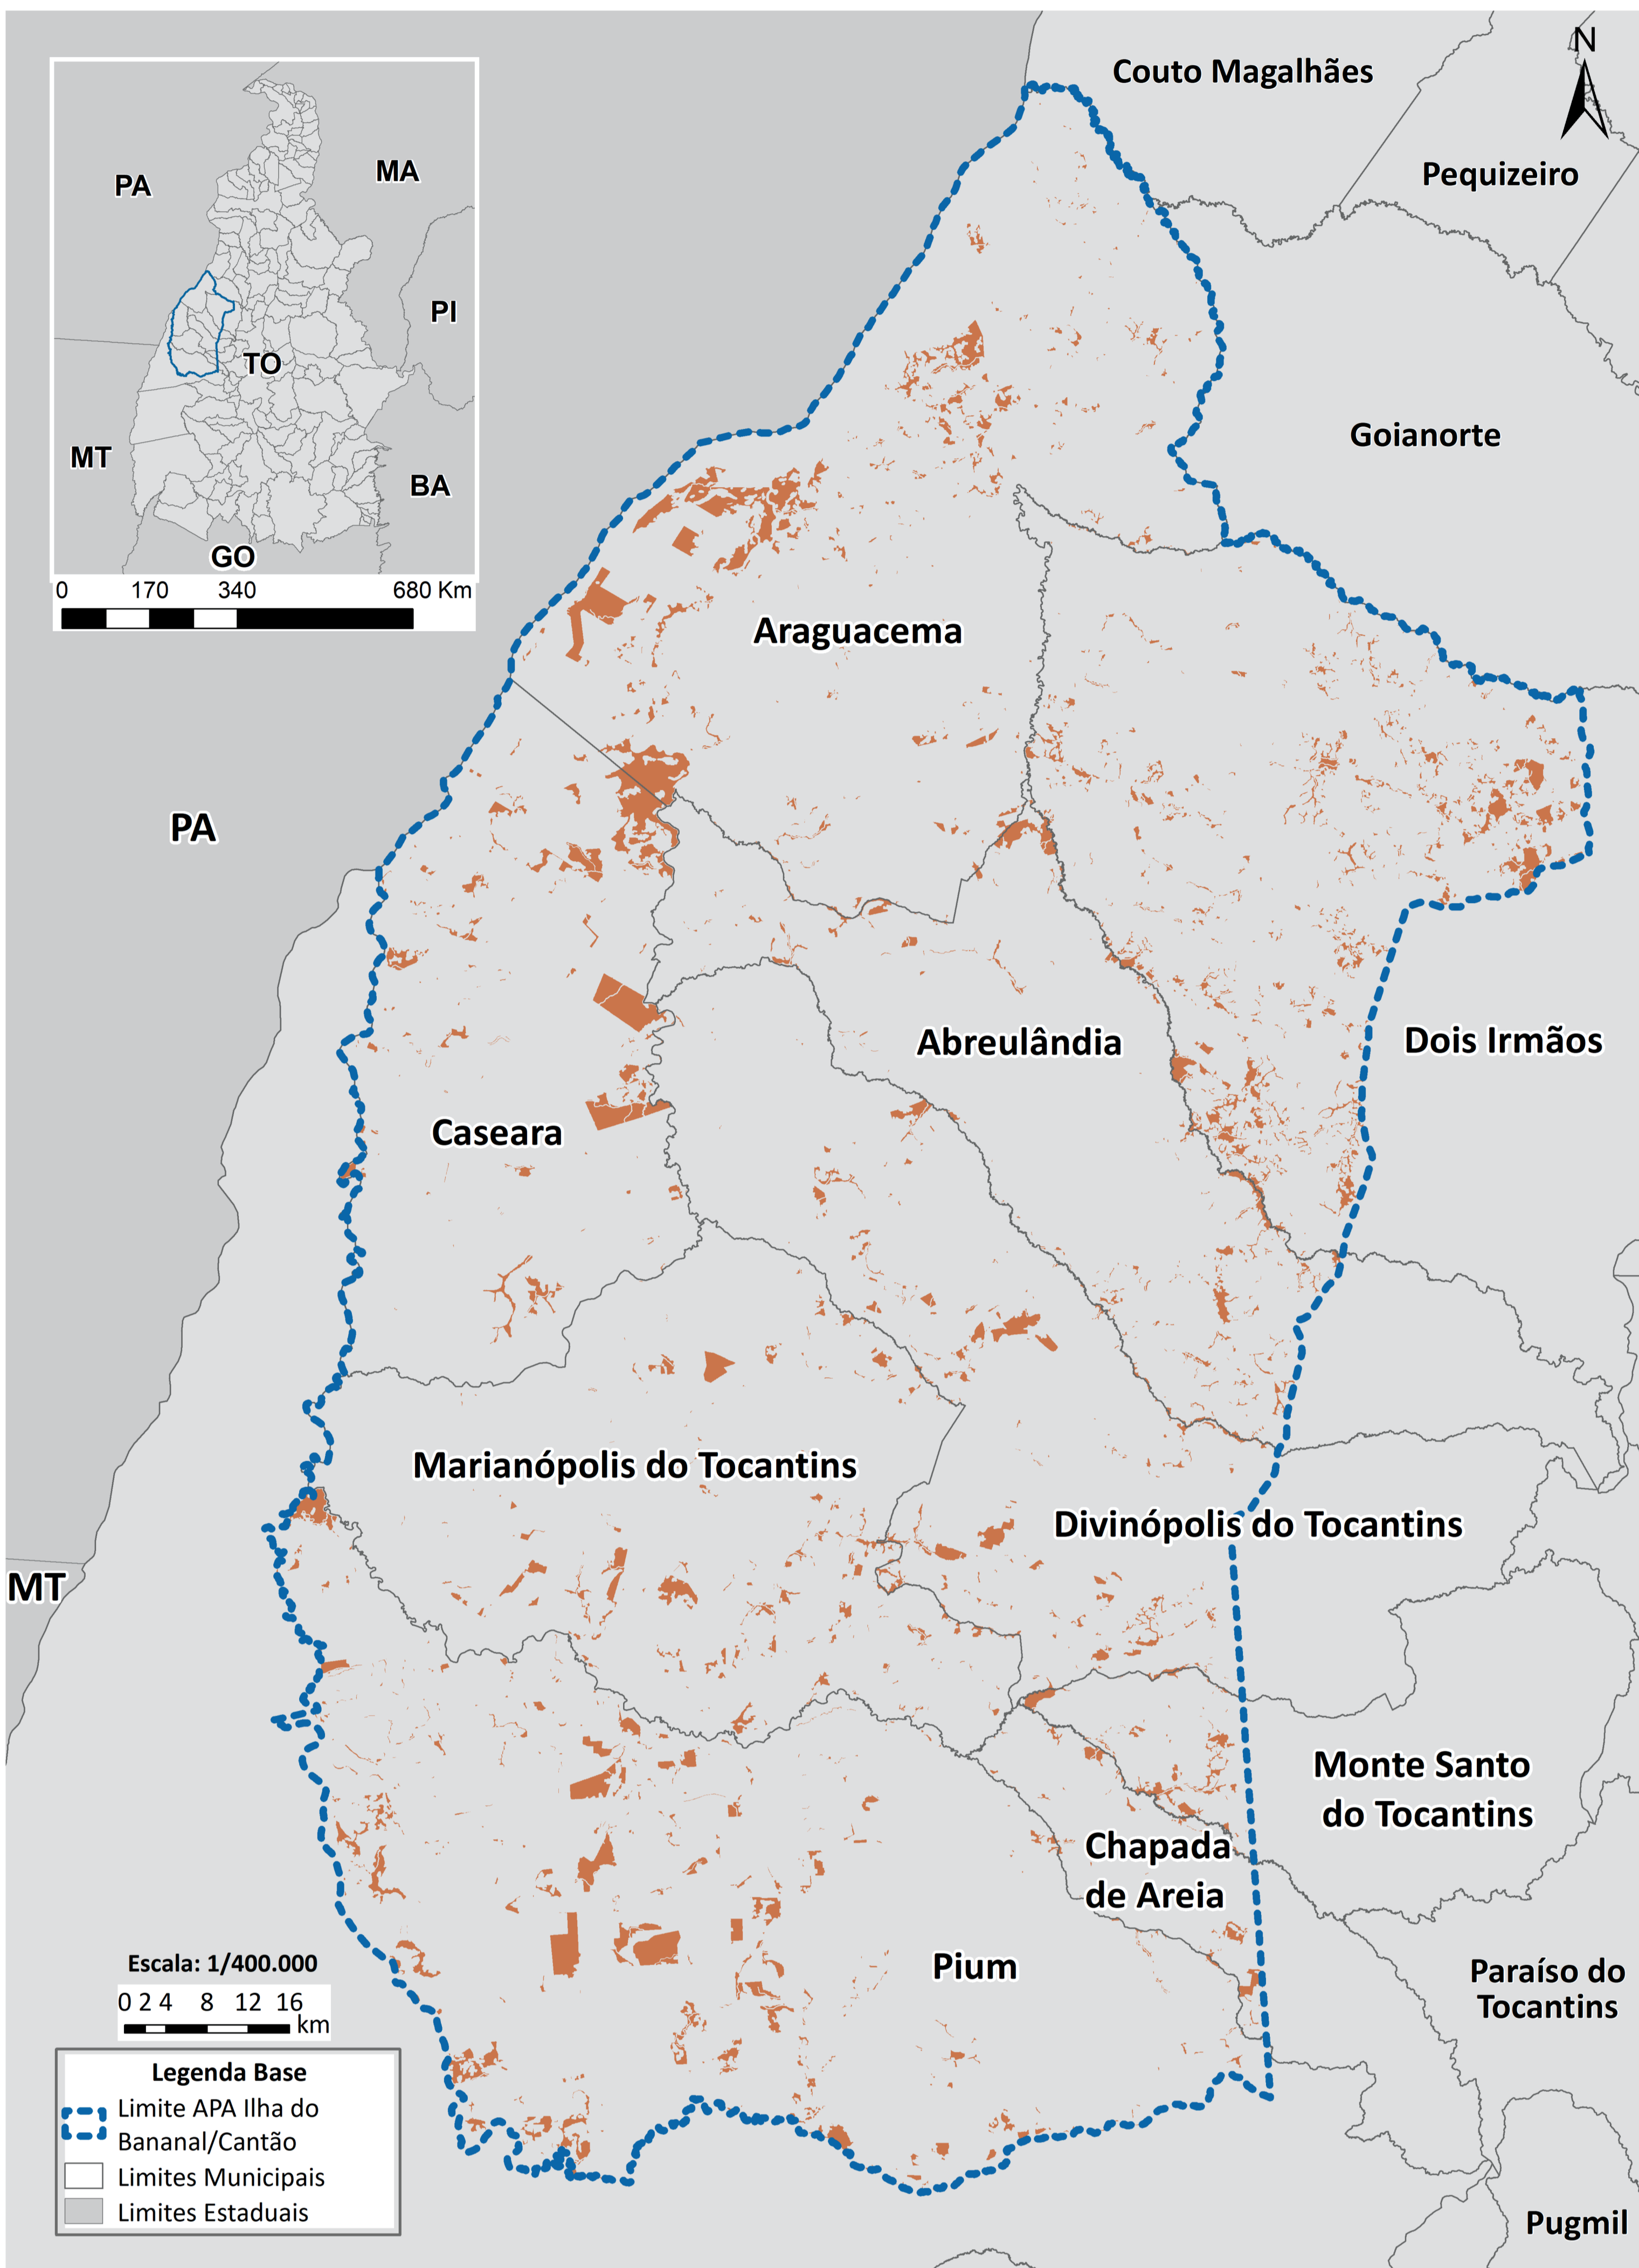 N
Couto Magalhães
Pequizeiro
PA
MA
PI
TO
MT
BA
GO
0 170 340 680 Km
Goianorte
Araguacema
PA
Abreulândia
Dois Irmãos
Caseara
Marianópolis do Tocantins
Divinópolis do Tocantins
MT
Monte Santo
do Tocantins
Chapada
de Areia
Pium
Paraíso do
Tocantins
Escala: 1/400.000
0 2 4 8 12 16
km
Legenda Base
Limite APA Ilha do
Bananal/Cantão
Limites Municipais
Limites Estaduais
Pugmil